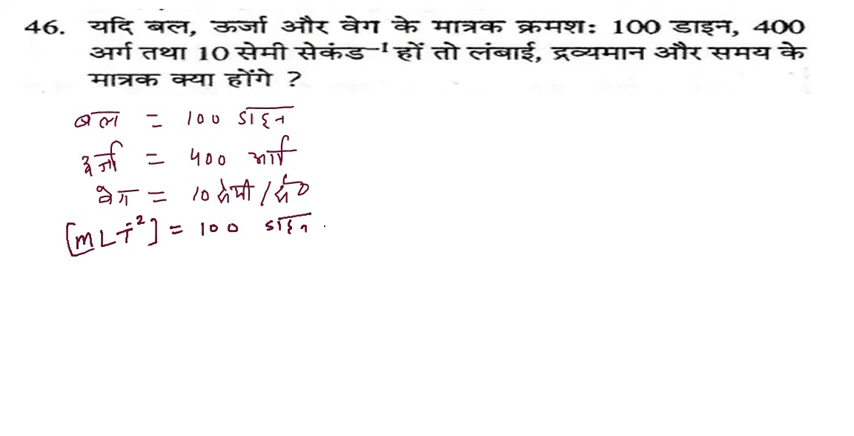 46. यदि बल, ऊर्जा और वेग के मात्रक क्रमश: 100 डाइन, 400
अर्ग तथा 10 सेमी सेकंड⁻¹ हों तो लंबाई, द्रव्यमान और समय के
मात्रक क्या होंगे ?
बल = 100 डाइन
ऊर्जा = 400 अर्ग
वेग = 10 सेमी/से०
[MLT⁻²] = 100 डाइन